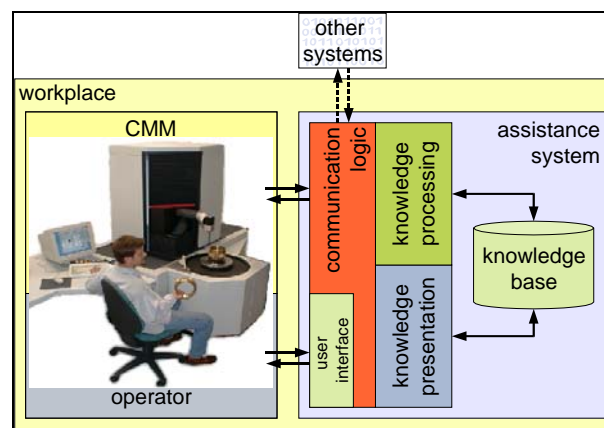 other
systems
workplace
CMM
assistance
system
communication
logic
knowledge
processing
knowledge
base
user
interface
knowledge
presentation
operator